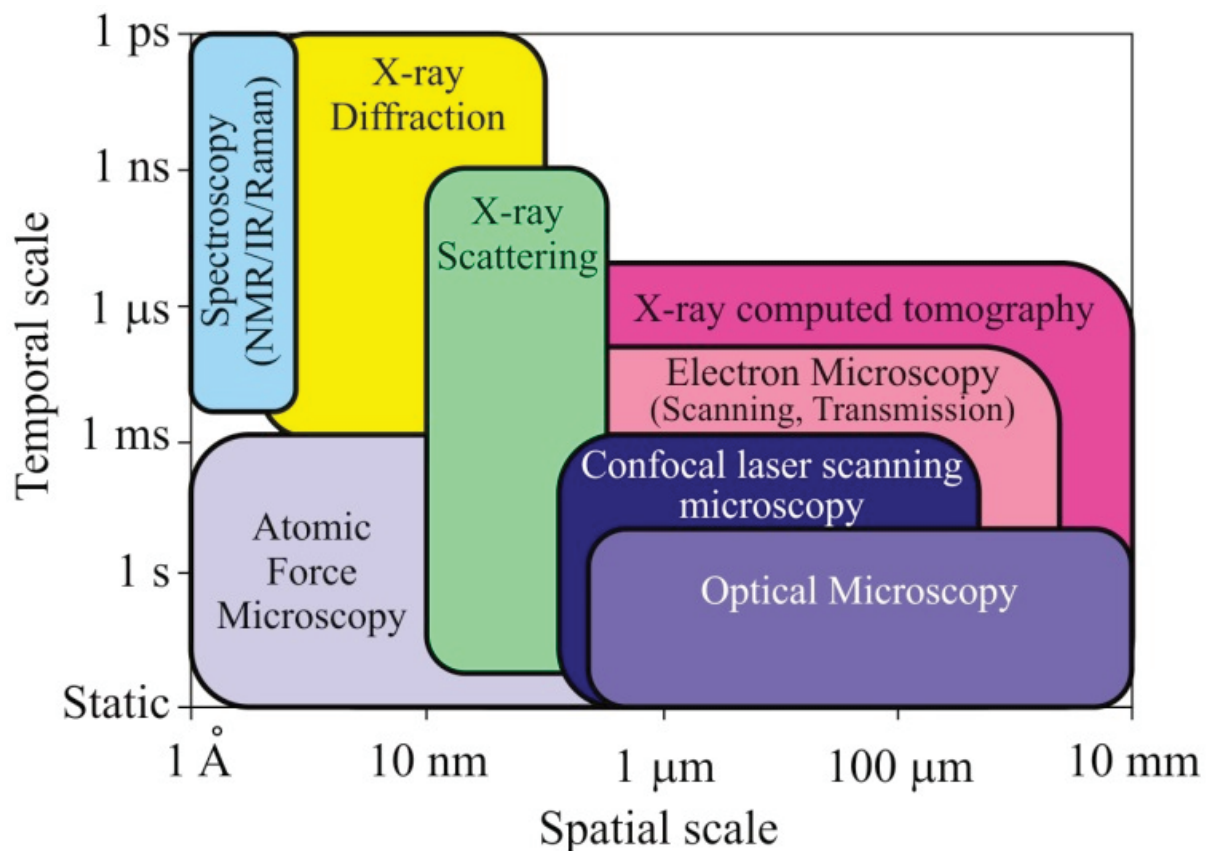 1 ps
1 ns
1 μs
1 ms
1 s
Static
Temporal scale
Spectroscopy
(NMR/IR/Raman)
X-ray
Diffraction
X-ray
Scattering
X-ray computed tomography
Electron Microscopy
(Scanning, Transmission)
Confocal laser scanning
microscopy
Atomic
Force
Microscopy
Optical Microscopy
1 Å
10 nm
1 μm
100 μm
10 mm
Spatial scale